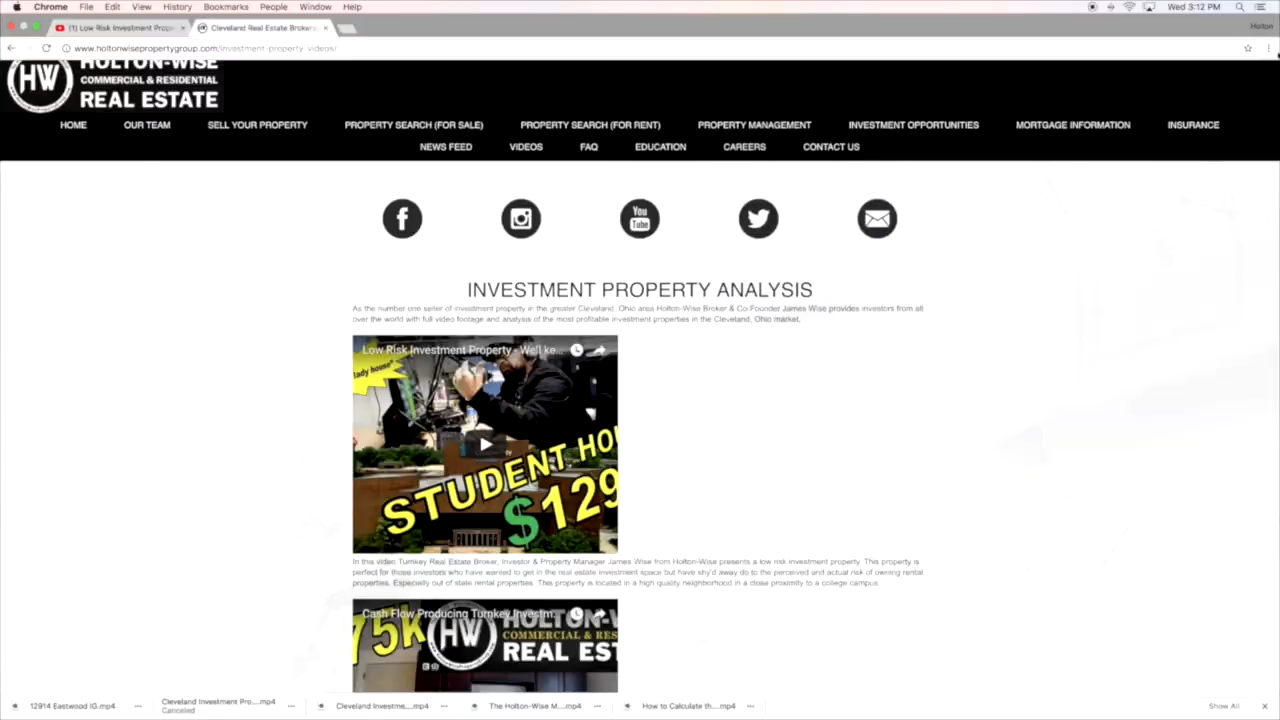 Chrome File Edit View History Bookmarks People Window Help Wed 3:12 PM
(1) Low Risk Investment Prope Cleveland Real Estate Brokers Holton
www.holtonwisepropertygroup.com/investment-property-videos/
HW HOLTON-WISE
COMMERCIAL & RESIDENTIAL
REAL ESTATE
HOME OUR TEAM SELL YOUR PROPERTY PROPERTY SEARCH (FOR SALE) PROPERTY SEARCH (FOR RENT) PROPERTY MANAGEMENT INVESTMENT OPPORTUNITIES MORTGAGE INFORMATION INSURANCE
NEWS FEED VIDEOS FAQ EDUCATION CAREERS CONTACT US
You
Tube
INVESTMENT PROPERTY ANALYSIS
As the number one seller of investment property in the greater Cleveland, Ohio area Holton-Wise Broker & Co-Founder James Wise provides investors from all
over the world with full video footage and analysis of the most profitable investment properties in the Cleveland, Ohio market.
Low Risk Investment Property - We'll ke...
lady house"
STUDENT HOU
$129
In this video Turnkey Real Estate Broker, Investor & Property Manager James Wise from Holton-Wise presents a low risk investment property. This property is
perfect for those investors who have wanted to get in the real estate investment space but have shy'd away do to the perceived and actual risk of owning rental
properties. Especially out of state rental properties. This property is located in a high quality neighborhood in a close proximity to a college campus.
Cash Flow Producing Turnkey Investm...
75k HW HOLTON-W
COMMERCIAL & RES
REAL EST
12914 Eastwood IG.mp4 Cleveland Investment Pro....mp4 Cleveland Investme....mp4 The Holton-Wise M....mp4 How to Calculate th....mp4 Show All
Canceled